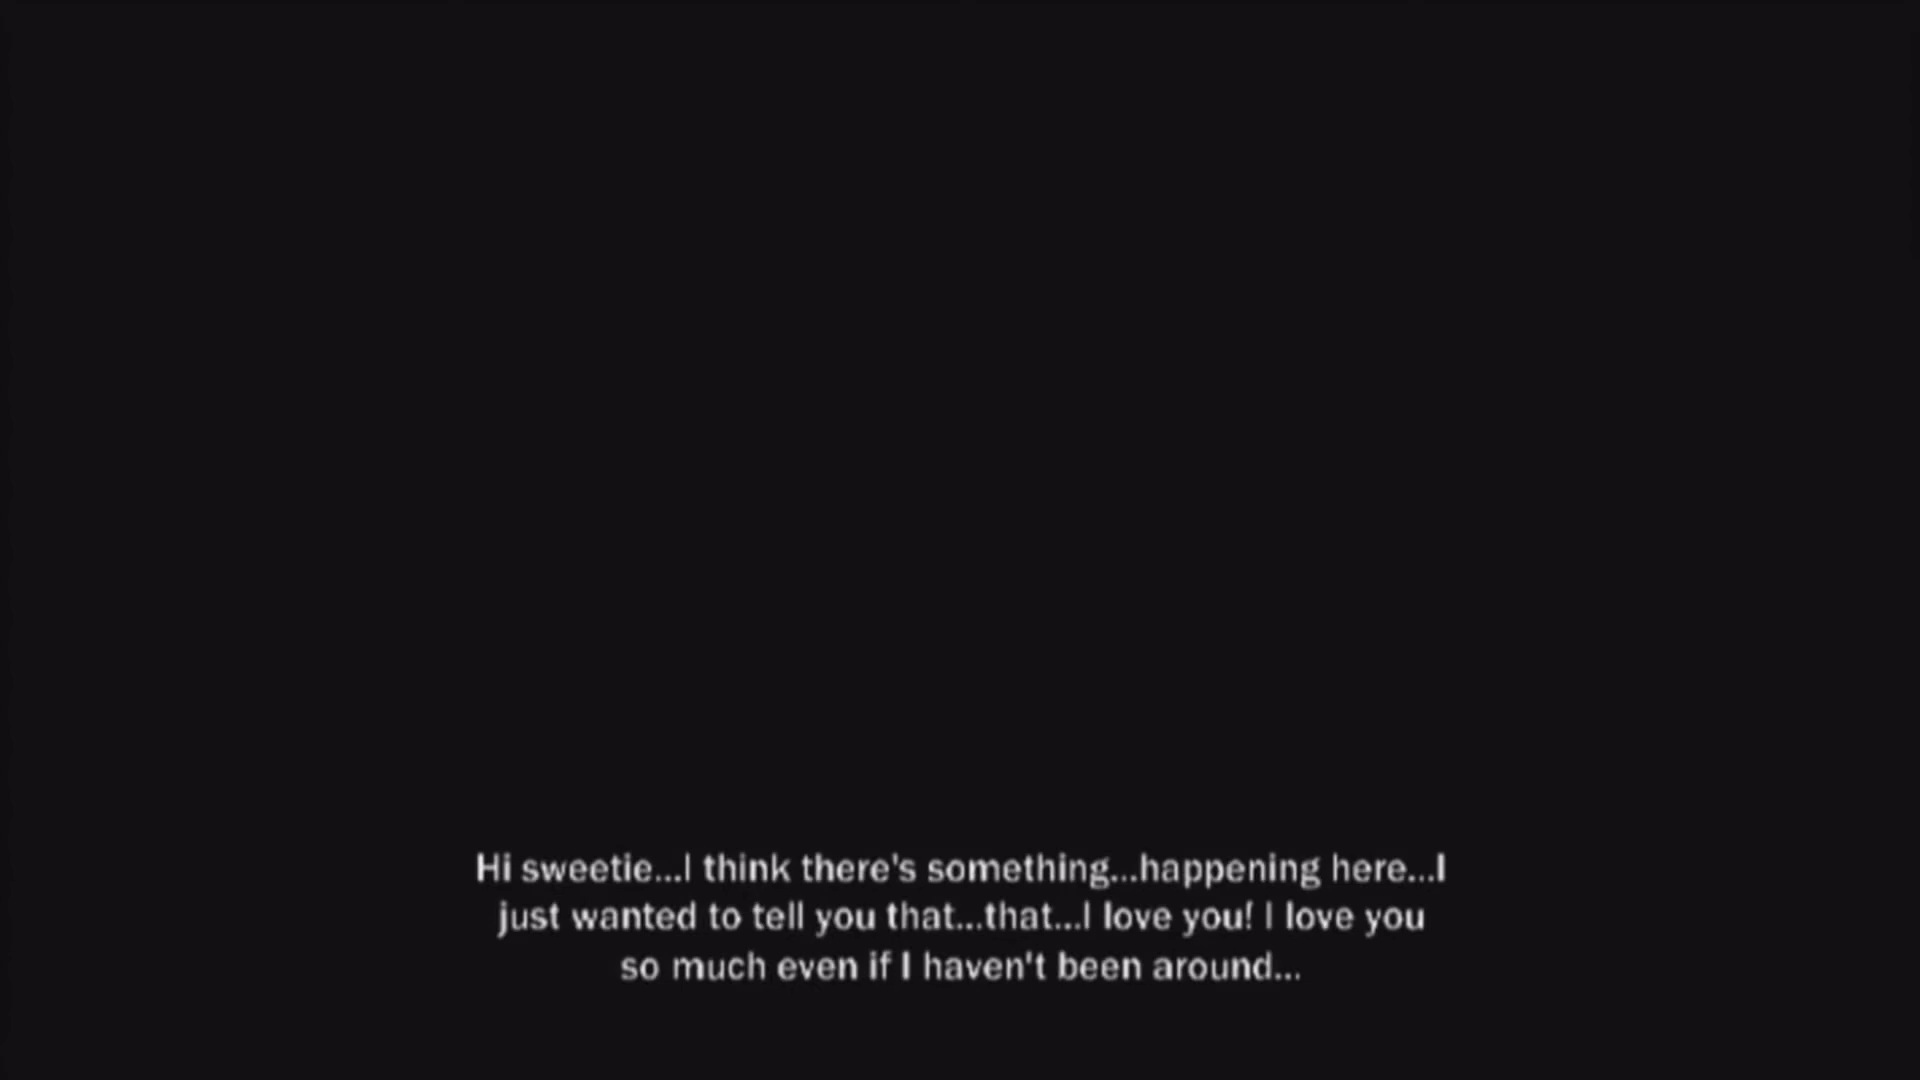 Hi sweetie...I think there's something...happening here...I
just wanted to tell you that...that...I love you! I love you
so much even if I haven't been around...